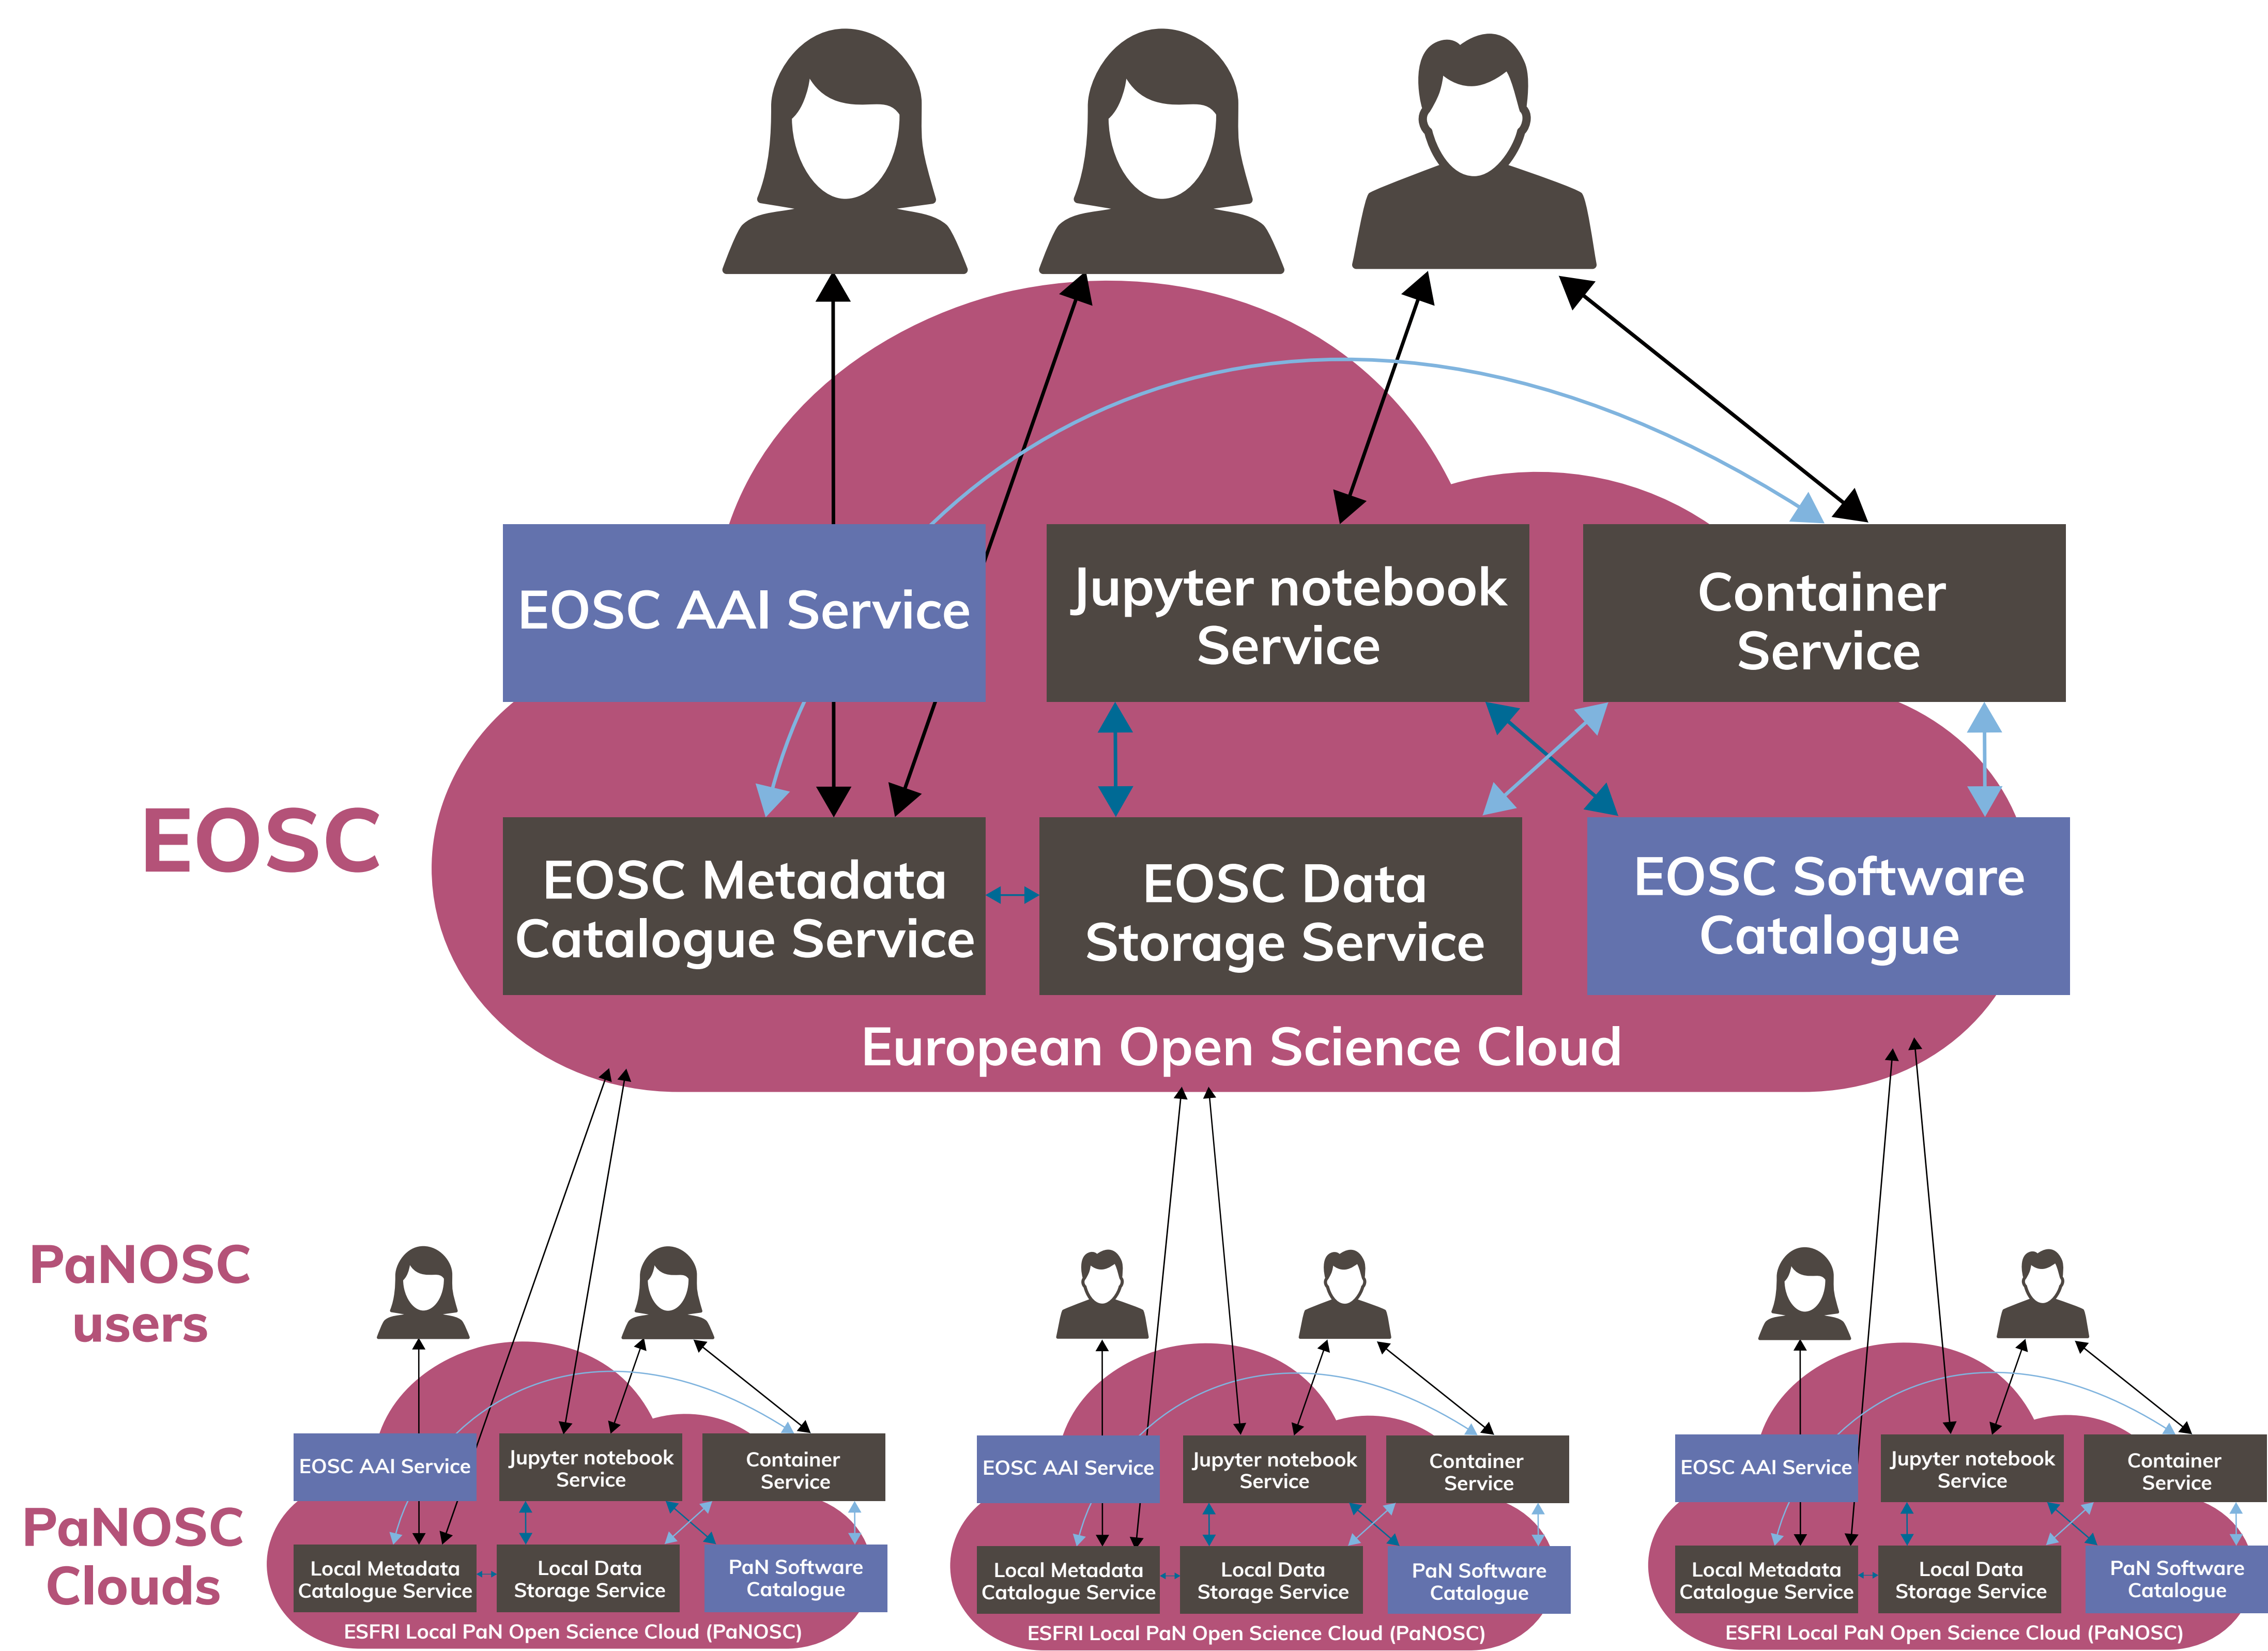 EOSC AAI Service
Jupyter notebook
Service
Container
Service
EOSC
EOSC Metadata
Catalogue Service
EOSC Data
Storage Service
EOSC Software
Catalogue
European Open Science Cloud
PaNOSC
users
PaNOSC
Clouds
EOSC AAI Service
Jupyter notebook
Service
Container
Service
Local Metadata
Catalogue Service
Local Data
Storage Service
PaN Software
Catalogue
ESFRI Local PaN Open Science Cloud (PaNOSC)
EOSC AAI Service
Jupyter notebook
Service
Container
Service
Local Metadata
Catalogue Service
Local Data
Storage Service
PaN Software
Catalogue
ESFRI Local PaN Open Science Cloud (PaNOSC)
EOSC AAI Service
Jupyter notebook
Service
Container
Service
Local Metadata
Catalogue Service
Local Data
Storage Service
PaN Software
Catalogue
ESFRI Local PaN Open Science Cloud (PaNOSC)